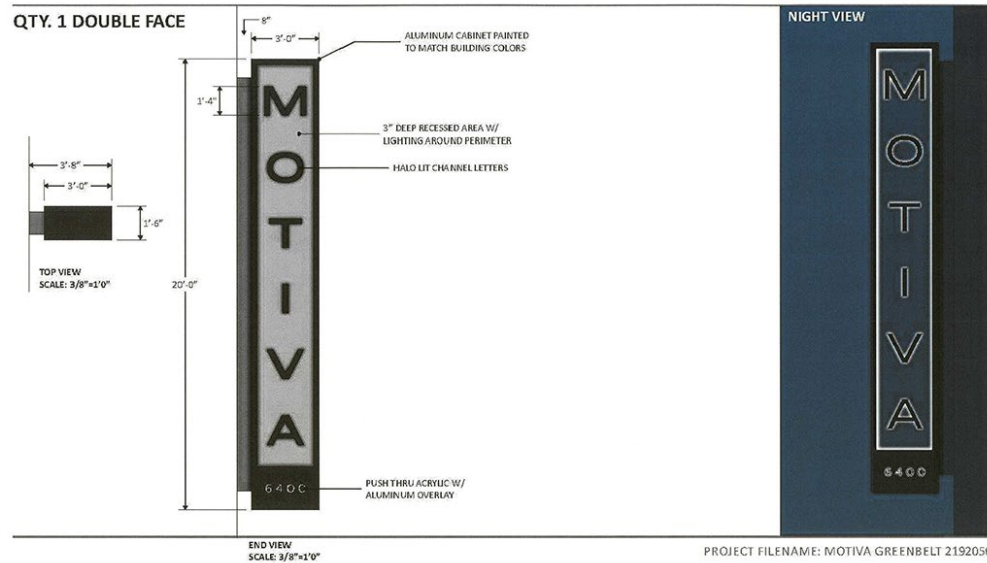 QTY. 1 DOUBLE FACE
8"
3'-0"
ALUMINUM CABINET PAINTED
TO MATCH BUILDING COLORS
1'-4"
3" DEEP RECESSED AREA W/
LIGHTING AROUND PERIMETER
HALO LIT CHANNEL LETTERS
3'-8"
3'-0"
1'-6"
TOP VIEW
SCALE: 3/8"=1'0"
20'-0"
M
O
T
I
V
A
6400
PUSH THRU ACRYLIC W/
ALUMINUM OVERLAY
END VIEW
SCALE: 3/8"=1'0"
NIGHT VIEW
M
O
T
I
V
A
6400
PROJECT FILENAME: MOTIVA GREENBELT